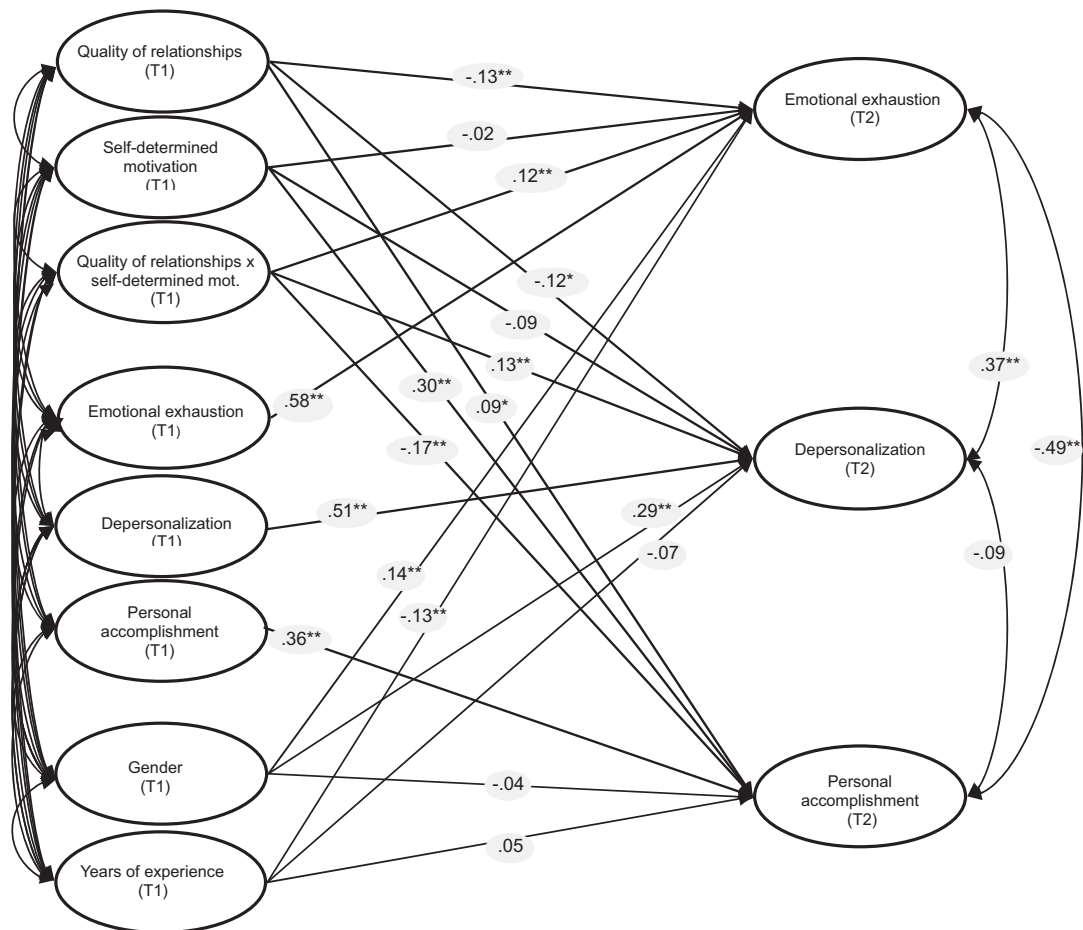 Quality of relationships
(T1)
Self-determined
motivation
(T1)
Quality of relationships x
self-determined mot.
(T1)
Emotional exhaustion
(T1)
Depersonalization
(T1)
Personal
accomplishment
(T1)
Gender
(T1)
Years of experience
(T1)
-.13**
-.02
.12**
-.12*
-.09
.13**
.30**
.09*
.58**
-.17**
.51**
.29**
-.07
.14**
-.13**
.36**
-.04
.05
Emotional exhaustion
(T2)
Depersonalization
(T2)
Personal
accomplishment
(T2)
.37**
-.49**
-.09